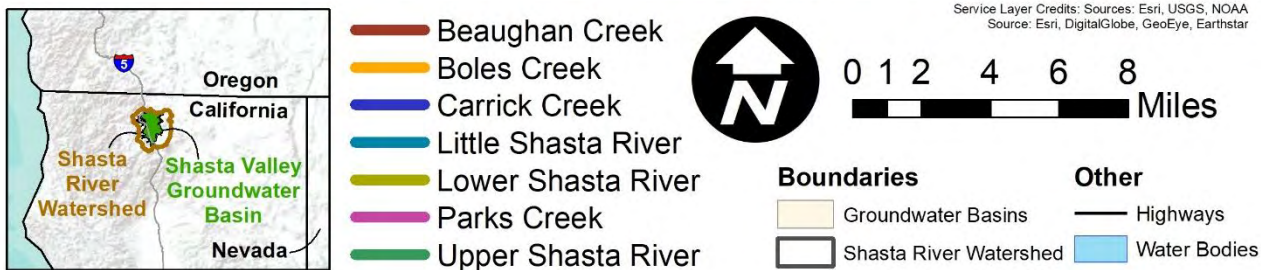 Service Layer Credits: Sources: Esri, USGS, NOAA
Source: Esri, DigitalGlobe, GeoEye, Earthstar
5
Oregon
California
Shasta
River
Watershed
Shasta Valley
Groundwater
Basin
Nevada
Beaughan Creek
Boles Creek
Carrick Creek
Little Shasta River
Lower Shasta River
Parks Creek
Upper Shasta River
N
0 1 2 4 6 8
Miles
Boundaries
Groundwater Basins
Shasta River Watershed
Other
Highways
Water Bodies